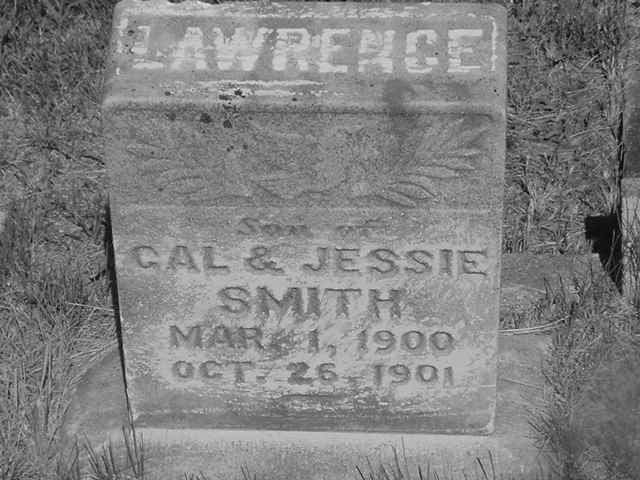 LAWRENCE
Son of
CAL & JESSIE
SMITH
MAR. 1, 1900
OCT. 26, 1901